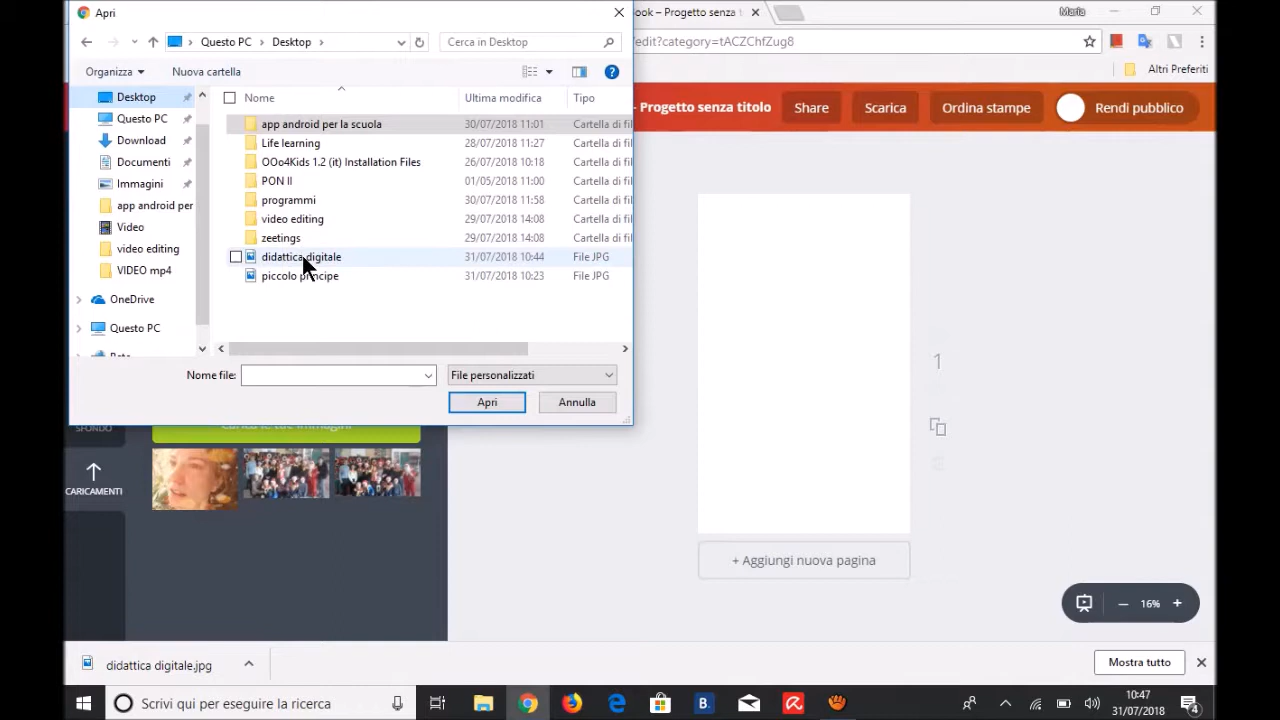 Apri
ook – Progetto senza t
Maria
Questo PC
Desktop
Cerca in Desktop
edit?category=tACZChfZug8
Organizza
Nuova cartella
Altri Preferiti
Desktop
Questo PC
Download
Documenti
Immagini
app android per
Video
video editing
VIDEO mp4
OneDrive
Questo PC
Nome
Ultima modifica
Tipo
app android per la scuola
30/07/2018 11:01
Cartella di fil
Life learning
28/07/2018 11:27
Cartella di fil
OOo4Kids 1.2 (it) Installation Files
26/07/2018 10:18
Cartella di fil
PON II
01/05/2018 11:00
Cartella di fil
programmi
30/07/2018 11:58
Cartella di fil
video editing
29/07/2018 14:08
Cartella di fil
zeetings
29/07/2018 14:08
Cartella di fil
didattica digitale
31/07/2018 10:44
File JPG
piccolo principe
31/07/2018 10:23
File JPG
Nome file:
File personalizzati
Apri
Annulla
- Progetto senza titolo
Share
Scarica
Ordina stampe
Rendi pubblico
SFONDO
Carica le tue immagini
CARICAMENTI
1
+ Aggiungi nuova pagina
16%
didattica digitale.jpg
Mostra tutto
Scrivi qui per eseguire la ricerca
B.
10:47
31/07/2018
4